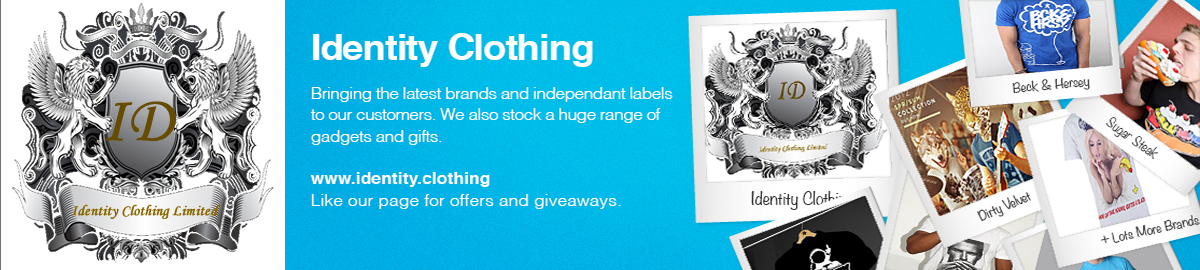 ID
Identity Clothing Limited
Identity Clothing
Bringing the latest brands and independant labels
to our customers. We also stock a huge range of
gadgets and gifts.
www.identity.clothing
Like our page for offers and giveaways.
ID
Identity Clothing Limited
Identity Clothi
COLLECTION
Dirty Velvet
Beck & Hersey
Sugar Steak
+ Lots More Brands